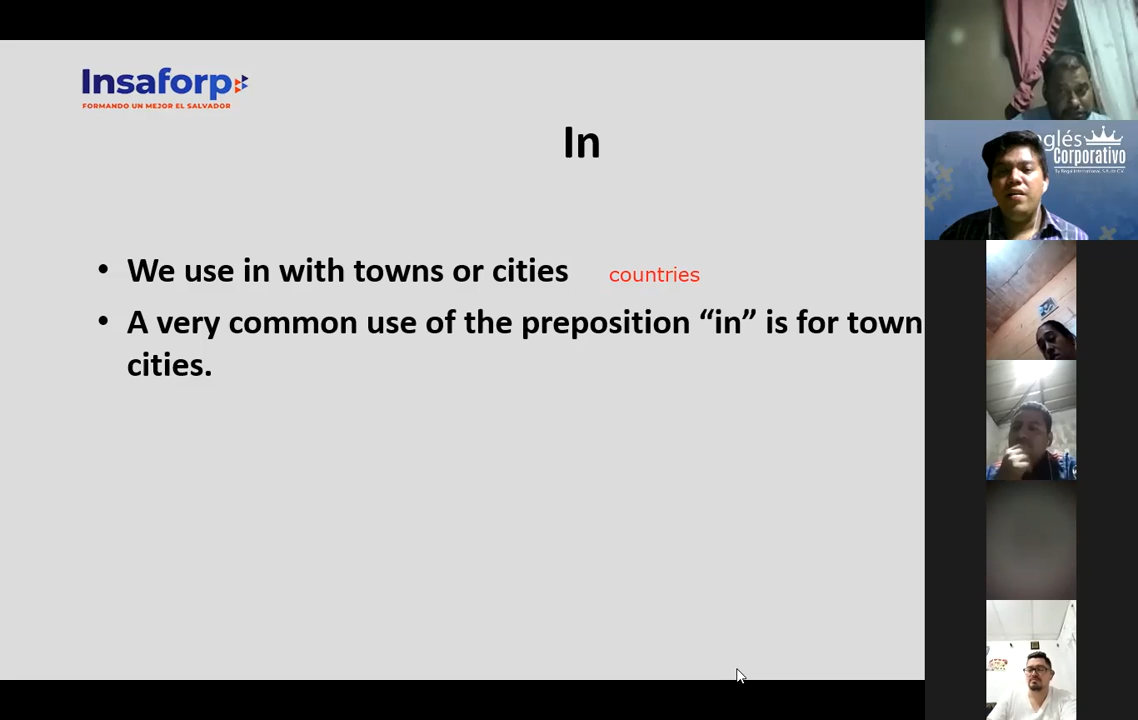 Insaforp
FORMANDO UN MEJOR EL SALVADOR
In
• We use in with towns or cities countries
• A very common use of the preposition “in” is for town
cities.
glés
Corporativo